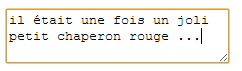 il était une fois un joli
petit chaperon rouge ...